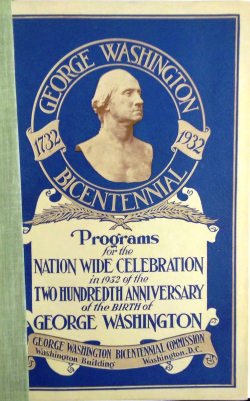 GEORGE WASHINGTON
1732 1932
BICENTENNIAL
Programs
for the
NATION WIDE CELEBRATION
in 1932 of the
TWO HUNDREDTH ANNIVERSARY
of the BIRTH of
GEORGE WASHINGTON
GEORGE WASHINGTON BICENTENNIAL COMMISSION
Washington Building Washington, D.C.